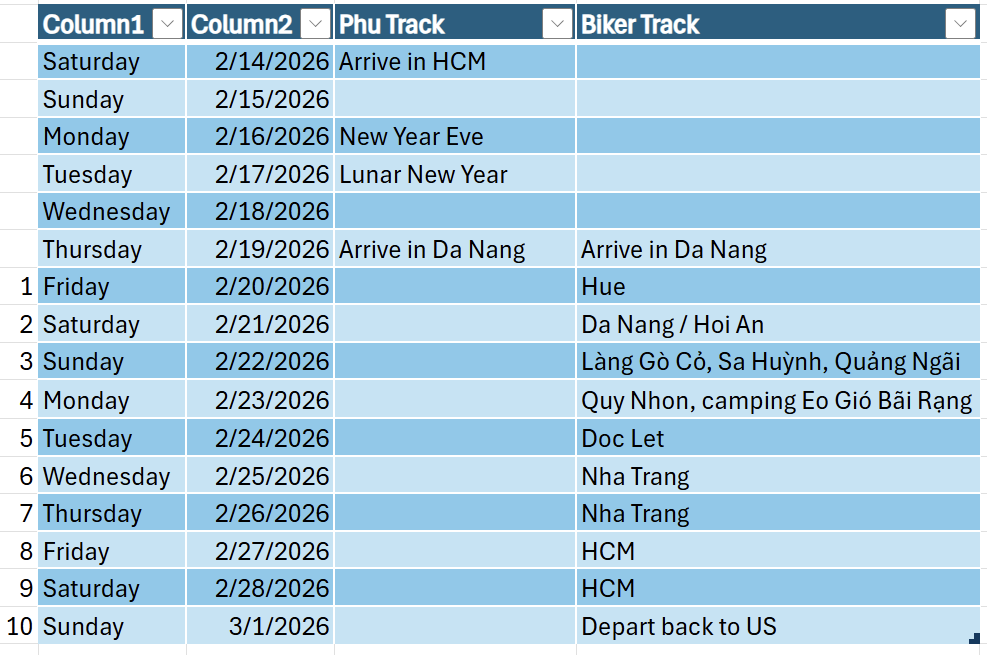 Column1 Column2 Phu Track Biker Track
Saturday 2/14/2026 Arrive in HCM
Sunday 2/15/2026
Monday 2/16/2026 New Year Eve
Tuesday 2/17/2026 Lunar New Year
Wednesday 2/18/2026
Thursday 2/19/2026 Arrive in Da Nang Arrive in Da Nang
1 Friday 2/20/2026 Hue
2 Saturday 2/21/2026 Da Nang / Hoi An
3 Sunday 2/22/2026 Làng Gò Cỏ, Sa Huỳnh, Quảng Ngãi
4 Monday 2/23/2026 Quy Nhon, camping Eo Gió Bãi Rạng
5 Tuesday 2/24/2026 Doc Let
6 Wednesday 2/25/2026 Nha Trang
7 Thursday 2/26/2026 Nha Trang
8 Friday 2/27/2026 HCM
9 Saturday 2/28/2026 HCM
10 Sunday 3/1/2026 Depart back to US